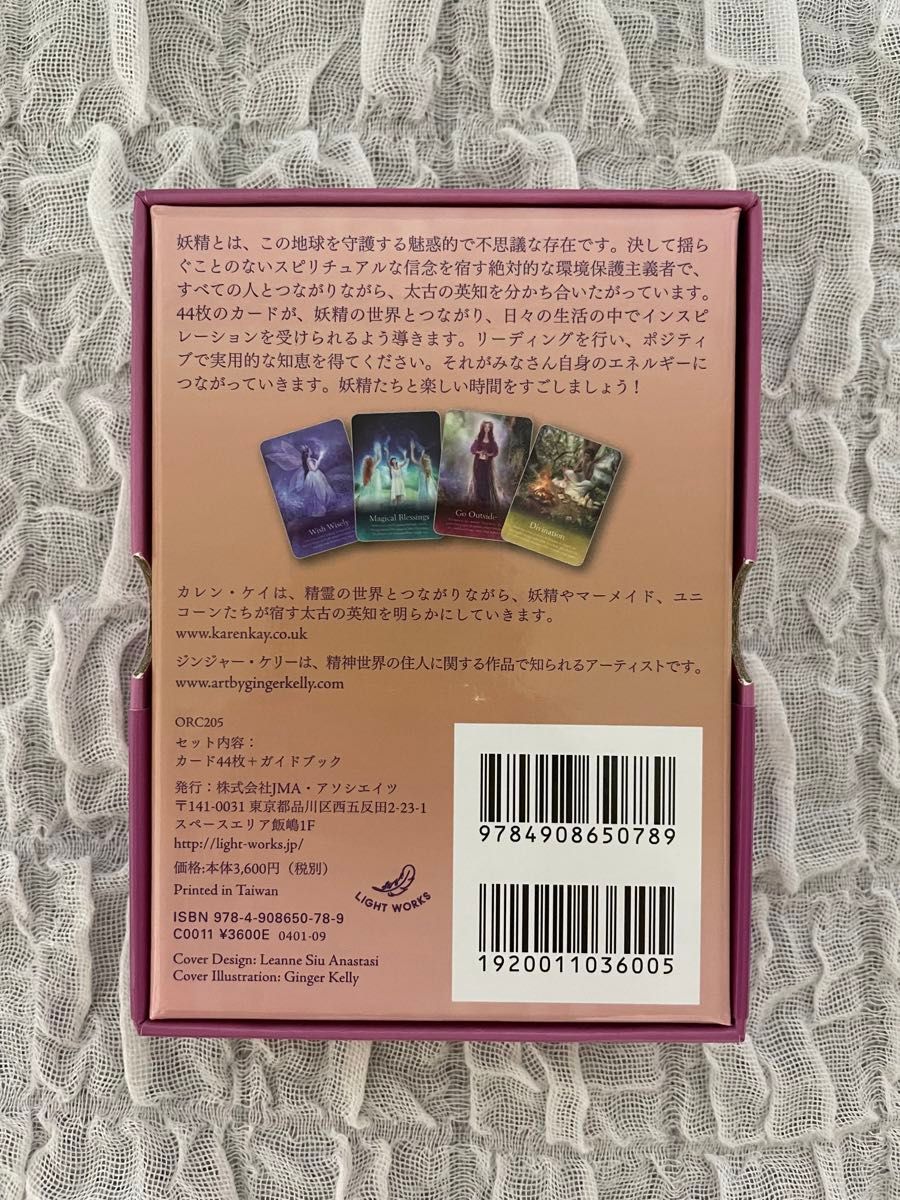 妖精とは、この地球を守護する魅惑的で不思議な存在です。決して揺ら
ぐことのないスピリチュアルな信念を宿す絶対的な環境保護主義者で、
すべての人とつながりながら、太古の英知を分かち合いたがっています。
44枚のカードが、妖精の世界とつながり、日々の生活の中でインスピ
レーションを受けられるよう導きます。リーディングを行い、ポジティ
ブで実用的な知恵を得てください。それがみなさん自身のエネルギーに
つながっていきます。妖精たちと楽しい時間をすごしましょう！
Wish Wisely
Magical Blessings
Go Outside
Divination
カレン・ケイは、精霊の世界とつながりながら、妖精やマーメイド、ユニ
コーンたちが宿す太古の英知を明らかにしていきます。
www.karenkay.co.uk
ジンジャー・ケリーは、精神世界の住人に関する作品で知られるアーティストです。
www.artbygingerkelly.com
ORC205
セット内容：
カード44枚＋ガイドブック
発行：株式会社JMA・アソシエイツ
〒141-0031 東京都品川区西五反田2-23-1
スペースエリア飯嶋1F
http://light-works.jp/
価格:本体3,600円（税別）
Printed in Taiwan
LIGHT WORKS
ISBN 978-4-908650-78-9
C0011 ¥3600E 0401-09
Cover Design: Leanne Siu Anastasi
Cover Illustration: Ginger Kelly
9784908650789
1920011036005